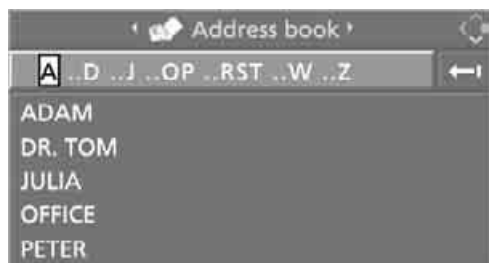 Address book
A ..D ..J ..OP ..RST ..W ..Z
ADAM
DR. TOM
JULIA
OFFICE
PETER